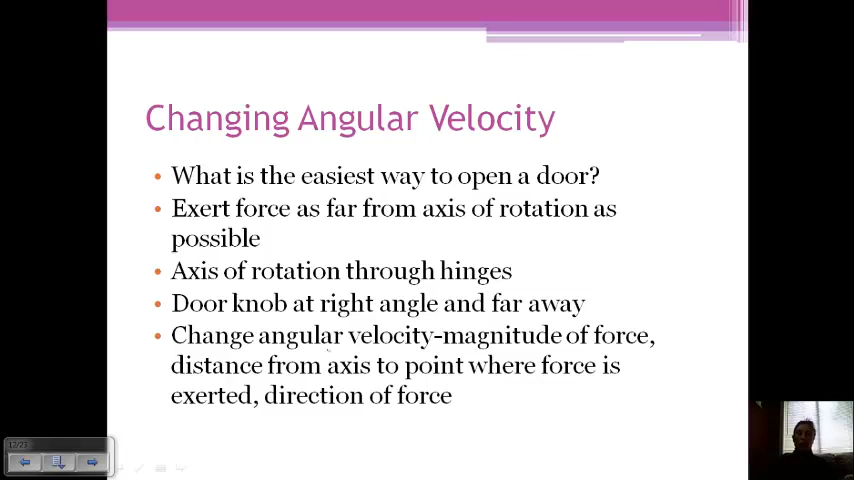 Changing Angular Velocity
• What is the easiest way to open a door?
• Exert force as far from axis of rotation as
possible
• Axis of rotation through hinges
• Door knob at right angle and far away
• Change angular velocity-magnitude of force,
distance from axis to point where force is
exerted, direction of force
17/23